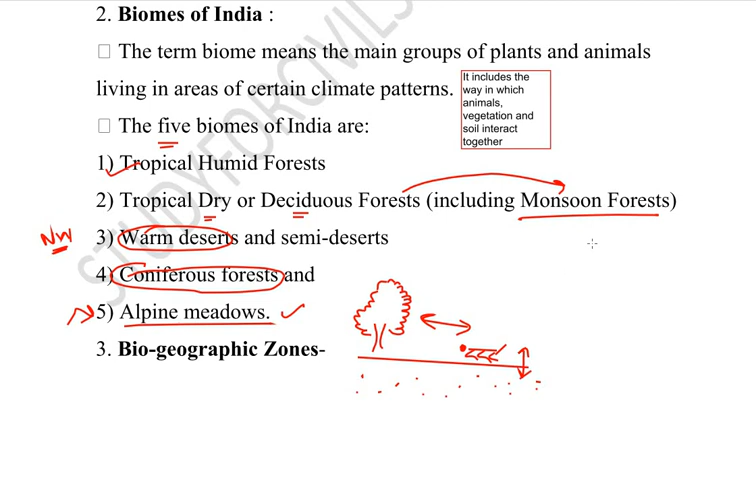 2. Biomes of India :
□ The term biome means the main groups of plants and animals
living in areas of certain climate patterns.
It includes the
way in which
animals,
vegetation and
soil interact
together
□ The five biomes of India are:
1) Tropical Humid Forests
2) Tropical Dry or Deciduous Forests (including Monsoon Forests)
NW
3) Warm deserts and semi-deserts
4) Coniferous forests and
5) Alpine meadows.
3. Bio-geographic Zones-
STUDYFORCIVILS